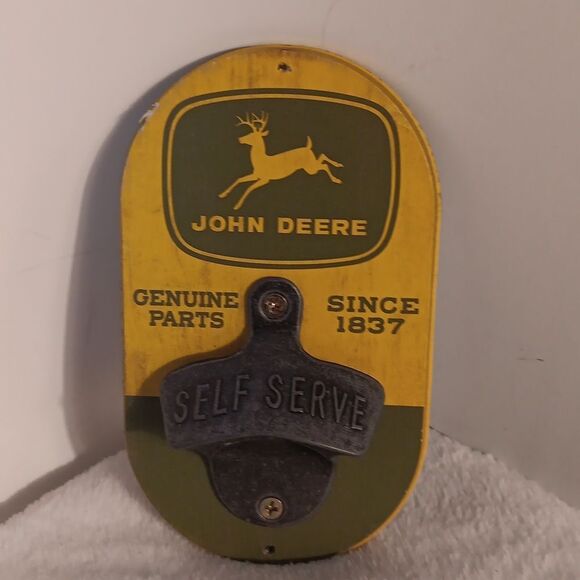 JOHN DEERE
GENUINE
PARTS
SINCE
1837
SELF SERVE